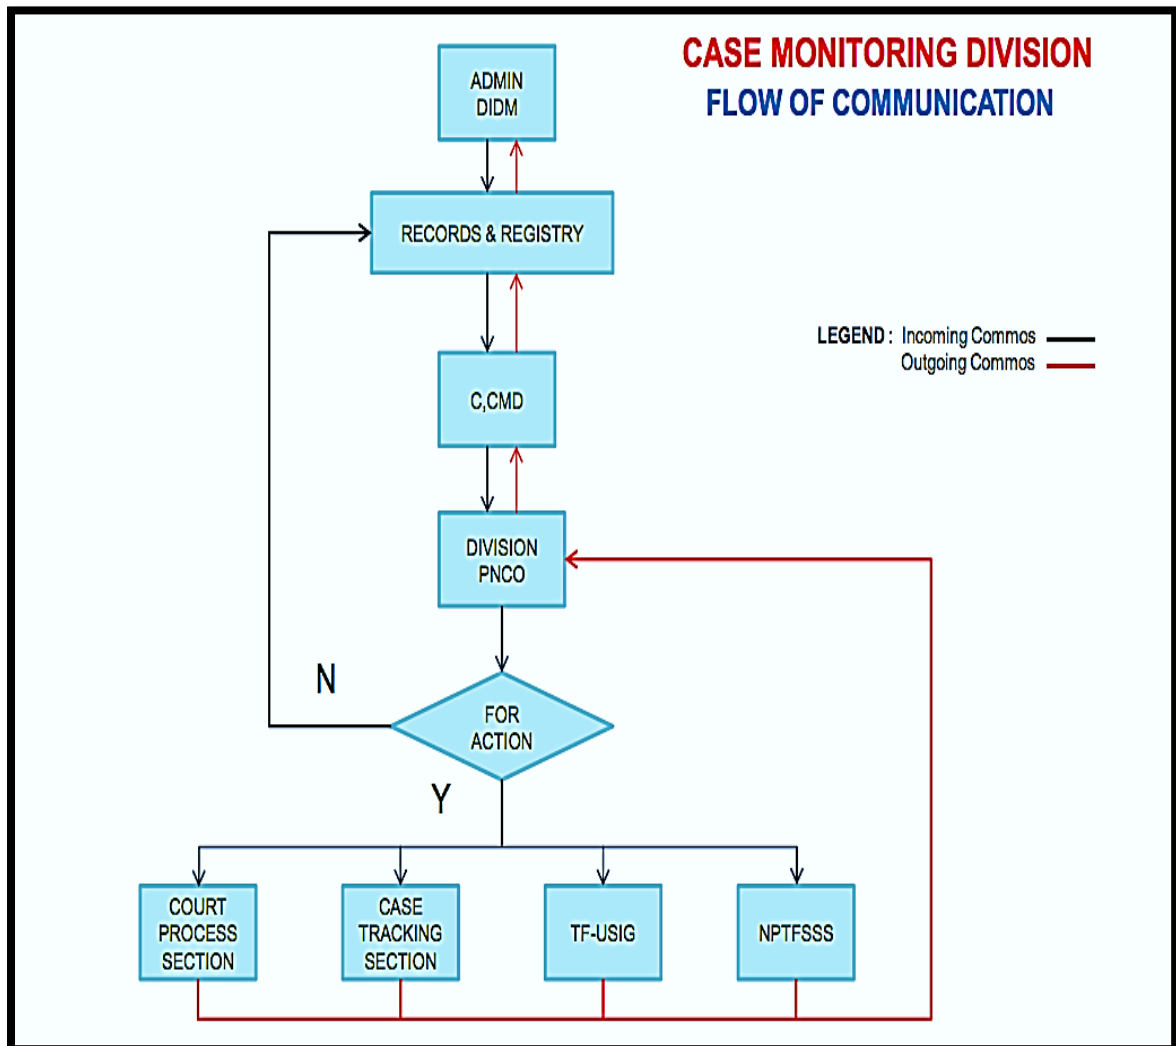 CASE MONITORING DIVISION
FLOW OF COMMUNICATION
ADMIN
DIDM
RECORDS & REGISTRY
LEGEND : Incoming Commos
Outgoing Commos
C,CMD
DIVISION
PNCO
N
FOR
ACTION
Y
COURT
PROCESS
SECTION
CASE
TRACKING
SECTION
TF-USIG
NPTFSSS